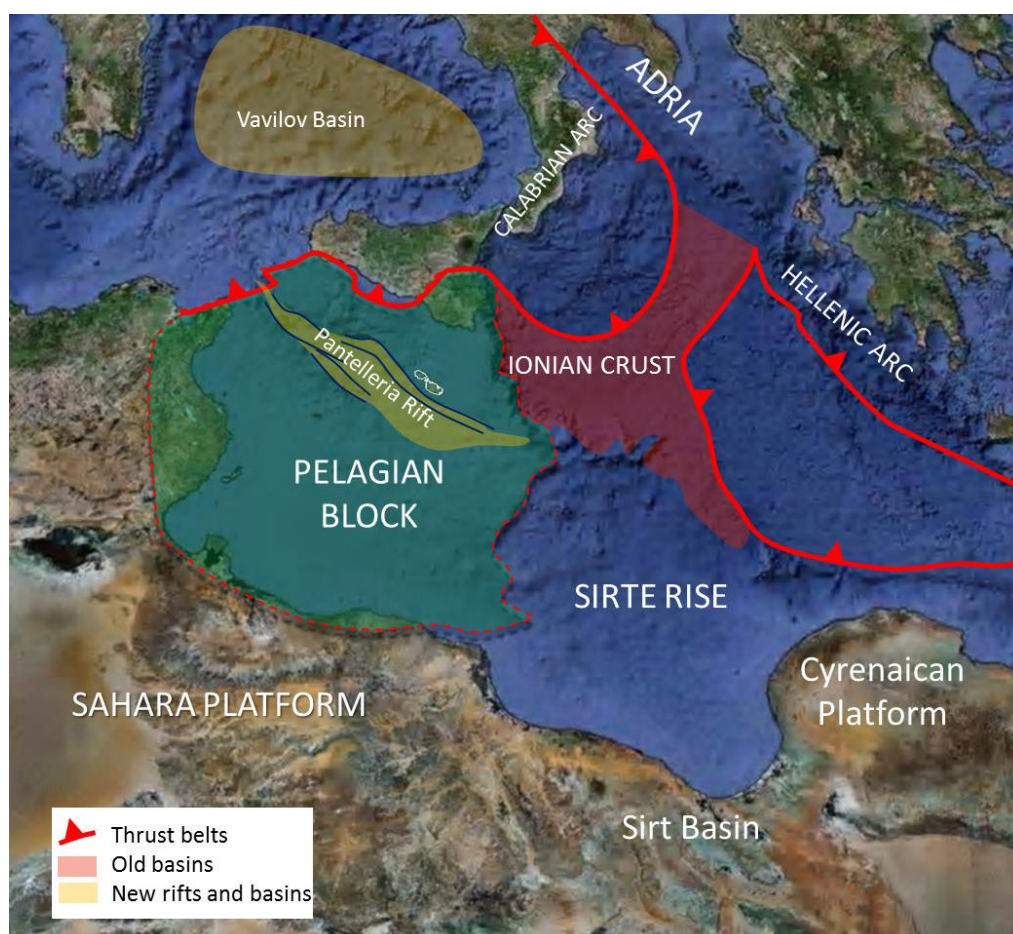 Vavilov Basin
ADRIA
CALABRIAN ARC
HELLENIC ARC
IONIAN CRUST
Pantelleria Rift
PELAGIAN
BLOCK
SIRTE RISE
Cyrenaican
Platform
SAHARA PLATFORM
Sirt Basin
Thrust belts
Old basins
New rifts and basins